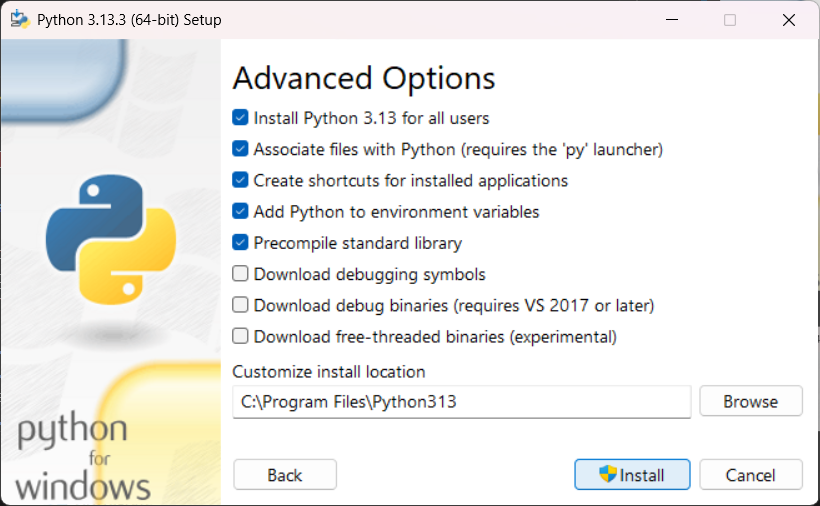 Python 3.13.3 (64-bit) Setup
Advanced Options
Install Python 3.13 for all users
Associate files with Python (requires the 'py' launcher)
Create shortcuts for installed applications
Add Python to environment variables
Precompile standard library
Download debugging symbols
Download debug binaries (requires VS 2017 or later)
Download free-threaded binaries (experimental)
Customize install location
C:\Program Files\Python313
Browse
python
for
windows
Back
Install
Cancel